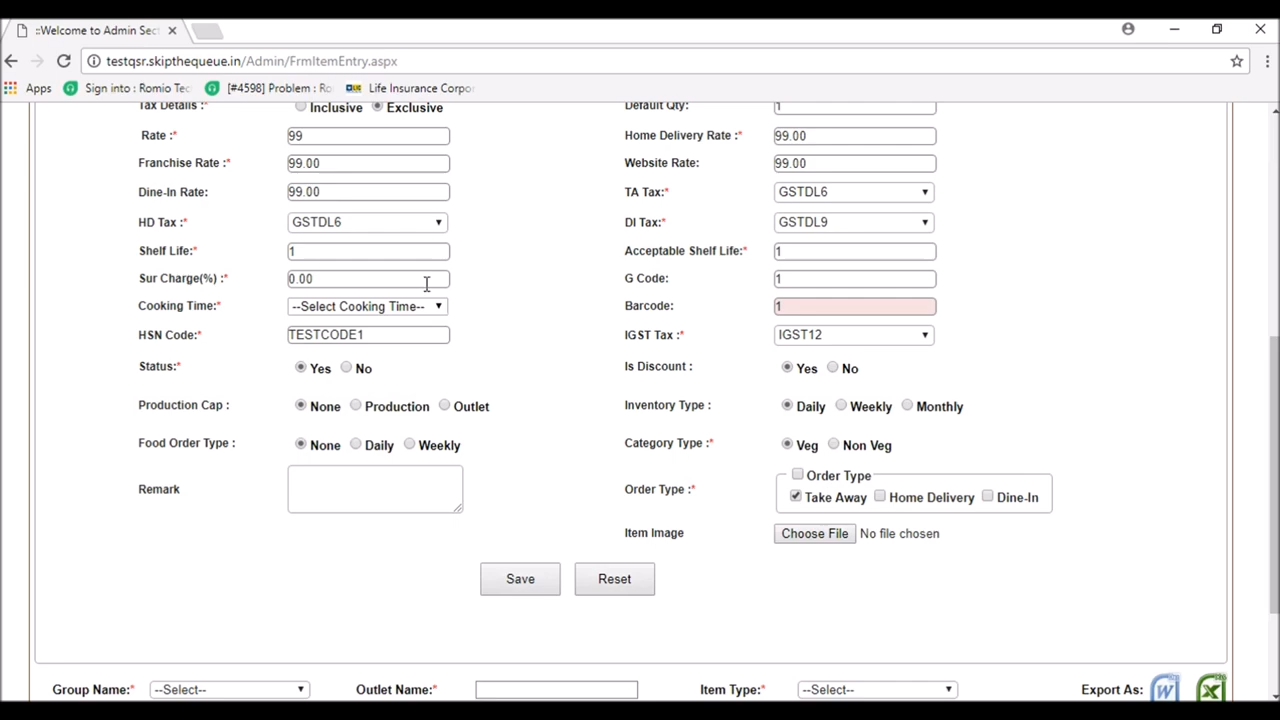 ::Welcome to Admin Sect
testqsr.skipthequeue.in/Admin/FrmItemEntry.aspx
Apps Sign into : Romio Tec [#4598] Problem : Ro LIC Life Insurance Corpor
Tax Details : * Inclusive Exclusive Default Qty: 1
Rate :* 99 Home Delivery Rate :* 99.00
Franchise Rate :* 99.00 Website Rate: 99.00
Dine-In Rate: 99.00 TA Tax:* GSTDL6
HD Tax :* GSTDL6 DI Tax:* GSTDL9
Shelf Life:* 1 Acceptable Shelf Life:* 1
Sur Charge(%) :* 0.00 G Code: 1
Cooking Time:* --Select Cooking Time-- Barcode: 1
HSN Code:* TESTCODE1 IGST Tax :* IGST12
Status:* Yes No Is Discount : Yes No
Production Cap : None Production Outlet Inventory Type : Daily Weekly Monthly
Food Order Type : None Daily Weekly Category Type :* Veg Non Veg
Order Type
Remark Order Type :* Take Away Home Delivery Dine-In
Item Image Choose File No file chosen
Save Reset
Group Name:* --Select-- Outlet Name:* Item Type:* --Select-- Export As: W X